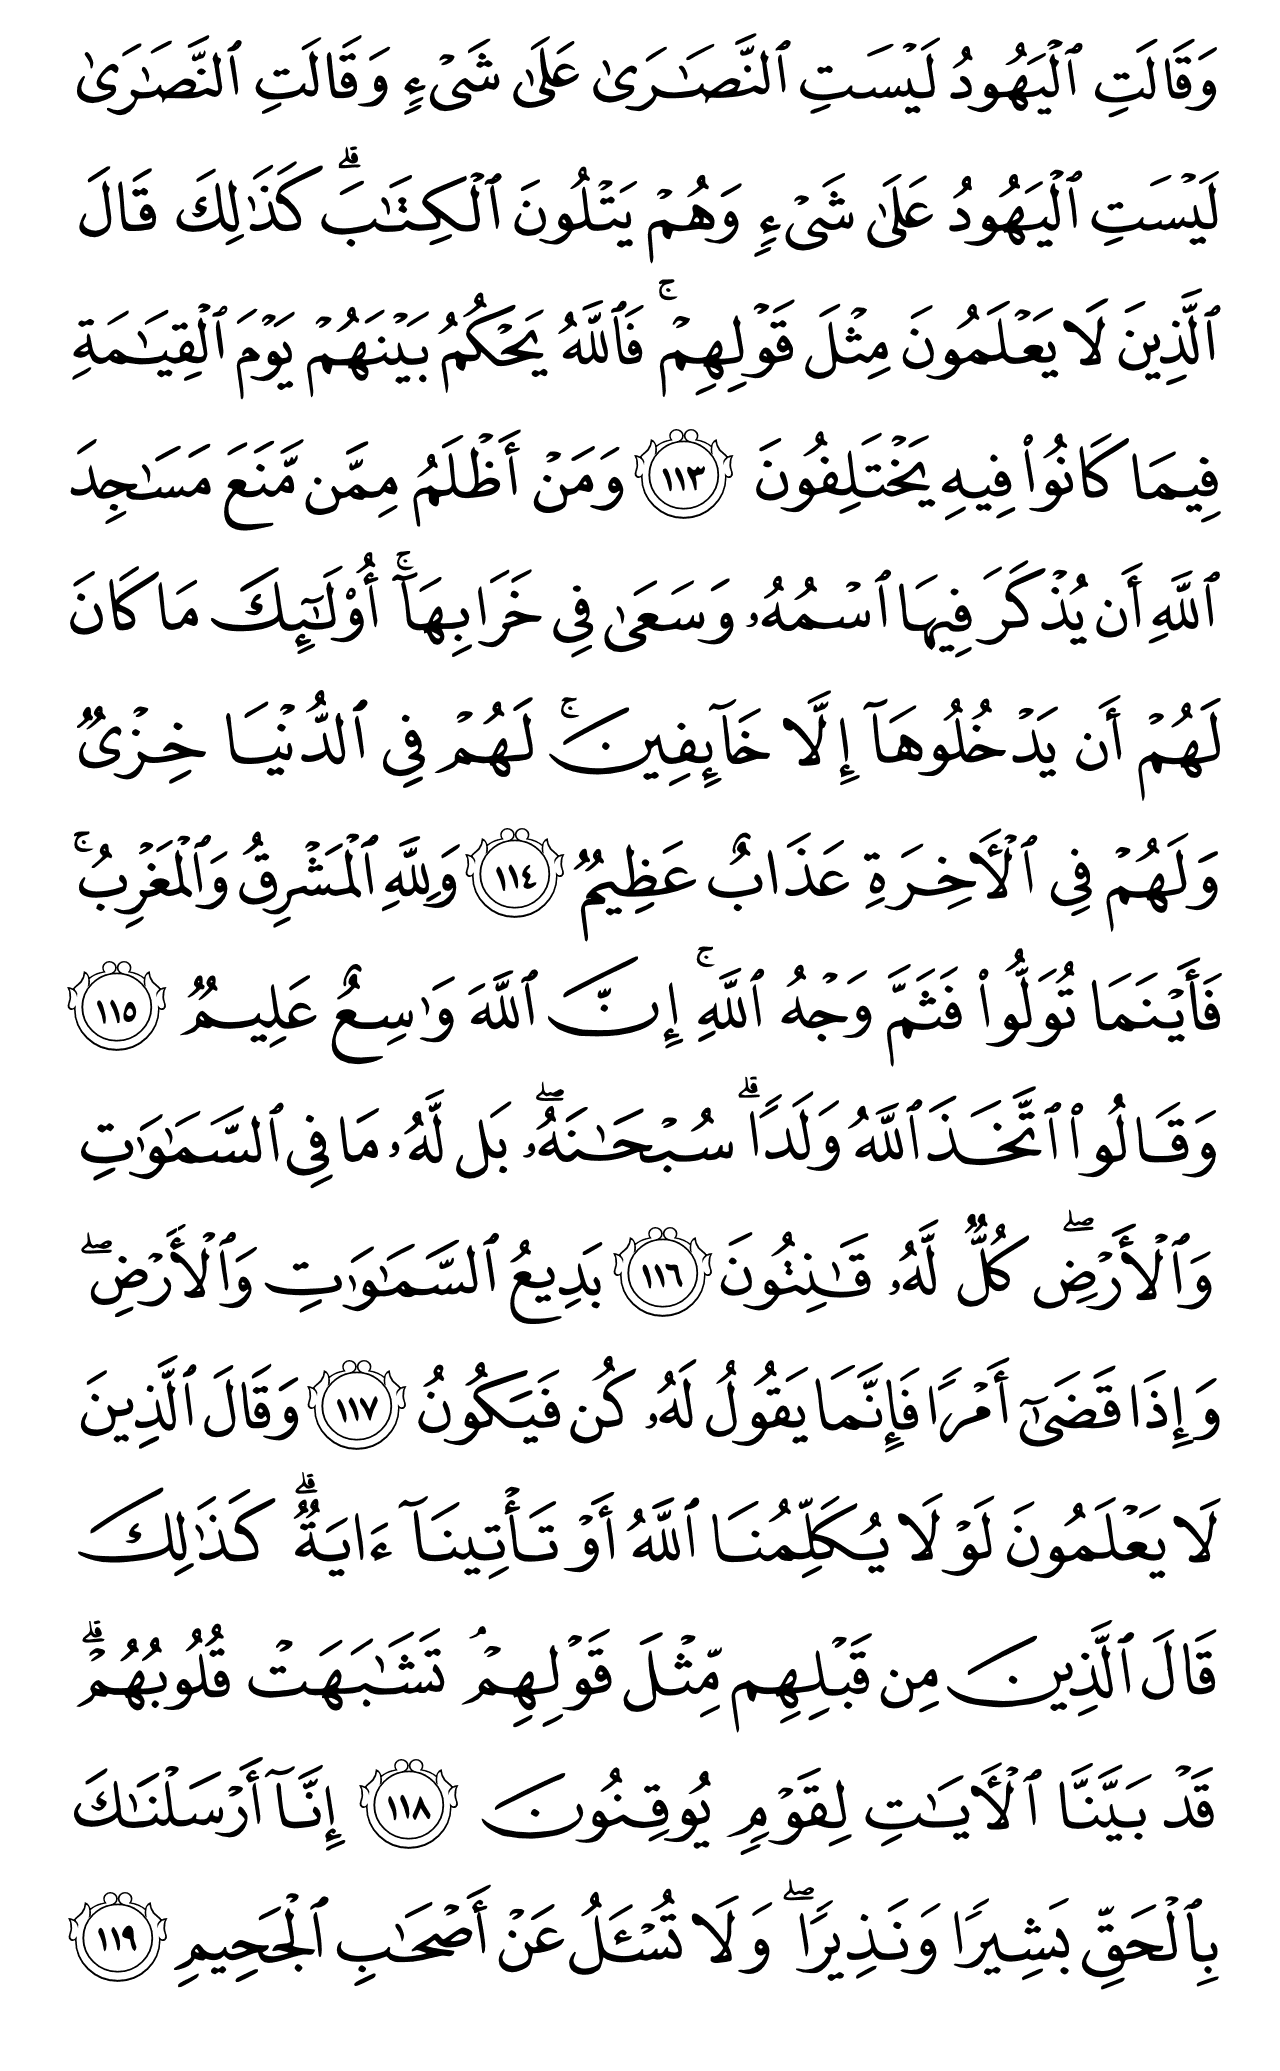 وَقَالَتِ ٱلْيَهُودُ لَيْسَتِ ٱلنَّصَـٰرَىٰ عَلَىٰ شَىْءٍ وَقَالَتِ ٱلنَّصَـٰرَىٰ
لَيْسَتِ ٱلْيَهُودُ عَلَىٰ شَىْءٍ وَهُمْ يَتْلُونَ ٱلْكِتَـٰبَ ۗ كَذَٰلِكَ قَالَ
ٱلَّذِينَ لَا يَعْلَمُونَ مِثْلَ قَوْلِهِمْ ۚ فَٱللَّهُ يَحْكُمُ بَيْنَهُمْ يَوْمَ ٱلْقِيَـٰمَةِ
فِيمَا كَانُوا۟ فِيهِ يَخْتَلِفُونَ ١١٣ وَمَنْ أَظْلَمُ مِمَّن مَّنَعَ مَسَـٰجِدَ
ٱللَّهِ أَن يُذْكَرَ فِيهَا ٱسْمُهُۥ وَسَعَىٰ فِى خَرَابِهَآ ۚ أُو۟لَـٰٓئِكَ مَا كَانَ
لَهُمْ أَن يَدْخُلُوهَآ إِلَّا خَآئِفِينَ ۚ لَهُمْ فِى ٱلدُّنْيَا خِزْىٌ
وَلَهُمْ فِى ٱلْـَٔاخِرَةِ عَذَابٌ عَظِيمٌ ١١٤ وَلِلَّهِ ٱلْمَشْرِقُ وَٱلْمَغْرِبُ ۚ
فَأَيْنَمَا تُوَلُّوا۟ فَثَمَّ وَجْهُ ٱللَّهِ ۚ إِنَّ ٱللَّهَ وَٰسِعٌ عَلِيمٌ ١١٥
وَقَالُوا۟ ٱتَّخَذَ ٱللَّهُ وَلَدًا ۗ سُبْحَـٰنَهُۥ ۖ بَل لَّهُۥ مَا فِى ٱلسَّمَـٰوَٰتِ
وَٱلْأَرْضِ ۖ كُلٌّ لَّهُۥ قَـٰنِتُونَ ١١٦ بَدِيعُ ٱلسَّمَـٰوَٰتِ وَٱلْأَرْضِ ۖ
وَإِذَا قَضَىٰٓ أَمْرًا فَإِنَّمَا يَقُولُ لَهُۥ كُن فَيَكُونُ ١١٧ وَقَالَ ٱلَّذِينَ
لَا يَعْلَمُونَ لَوْلَا يُكَلِّمُنَا ٱللَّهُ أَوْ تَأْتِينَآ ءَايَةٌ ۗ كَذَٰلِكَ
قَالَ ٱلَّذِينَ مِن قَبْلِهِم مِّثْلَ قَوْلِهِمْ ۘ تَشَـٰبَهَتْ قُلُوبُهُمْ ۗ
قَدْ بَيَّنَّا ٱلْـَٔايَـٰتِ لِقَوْمٍ يُوقِنُونَ ١١٨ إِنَّآ أَرْسَلْنَـٰكَ
بِٱلْحَقِّ بَشِيرًا وَنَذِيرًا ۖ وَلَا تُسْـَٔلُ عَنْ أَصْحَـٰبِ ٱلْجَحِيمِ ١١٩